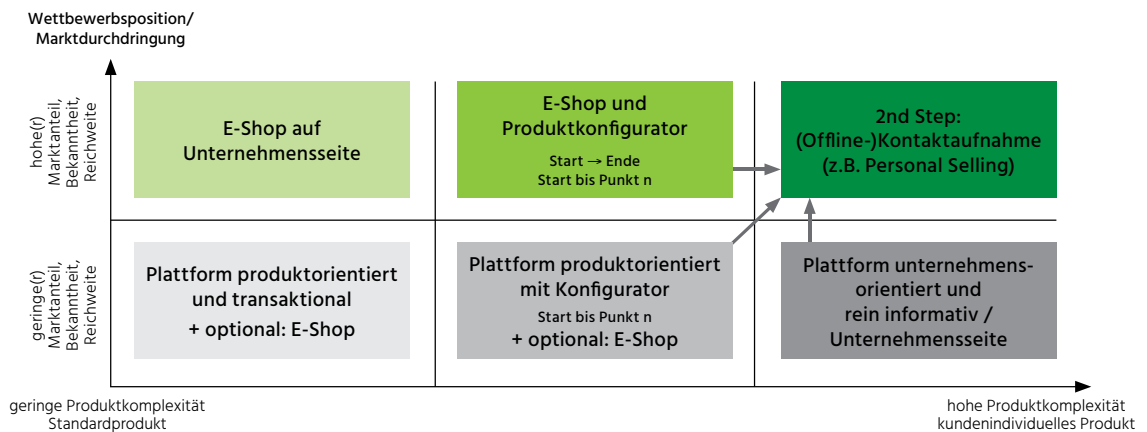 Wettbewerbsposition/
Marktdurchdringung
hohe(r)
Marktanteil,
Bekanntheit,
Reichweite
E-Shop auf
Unternehmensseite
E-Shop und
Produktkonfigurator
Start → Ende
Start bis Punkt n
2nd Step:
(Offline-)Kontaktaufnahme
(z.B. Personal Selling)
geringe(r)
Marktanteil,
Bekanntheit,
Reichweite
Plattform produktorientiert
und transaktional
+ optional: E-Shop
Plattform produktorientiert
mit Konfigurator
Start bis Punkt n
+ optional: E-Shop
Plattform unternehmens-
orientiert und
rein informativ /
Unternehmensseite
geringe Produktkomplexität
Standardprodukt
hohe Produktkomplexität
kundenindividuelles Produkt